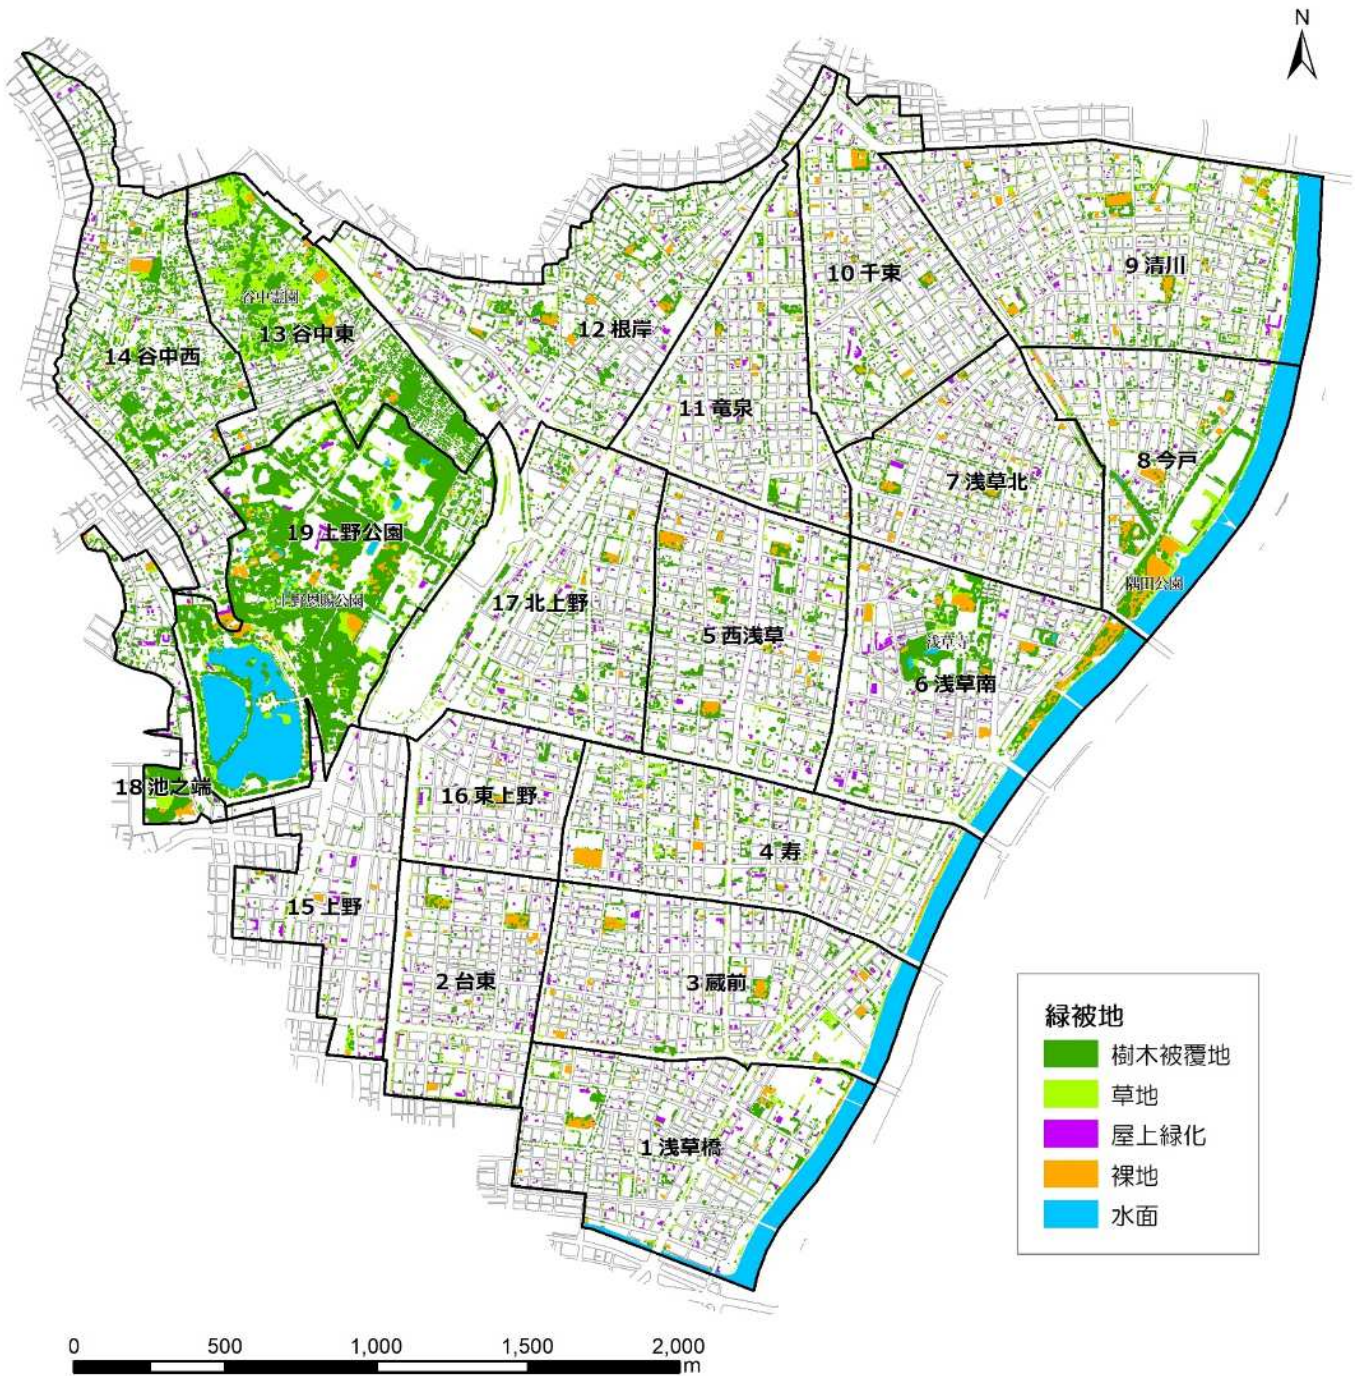 N
9 清川
10 千束
谷中霊園
13 谷中東
12 根岸
14 谷中西
11 竜泉
8 今戸
7 浅草北
19 上野公園
隅田公園
上野恩賜公園
17 北上野
5 西浅草
浅草寺
6 浅草南
18 池之端
16 東上野
4 寿
15 上野
2 台東
3 蔵前
1 浅草橋
緑被地
樹木被覆地
草地
屋上緑化
裸地
水面
0 500 1,000 1,500 2,000
m